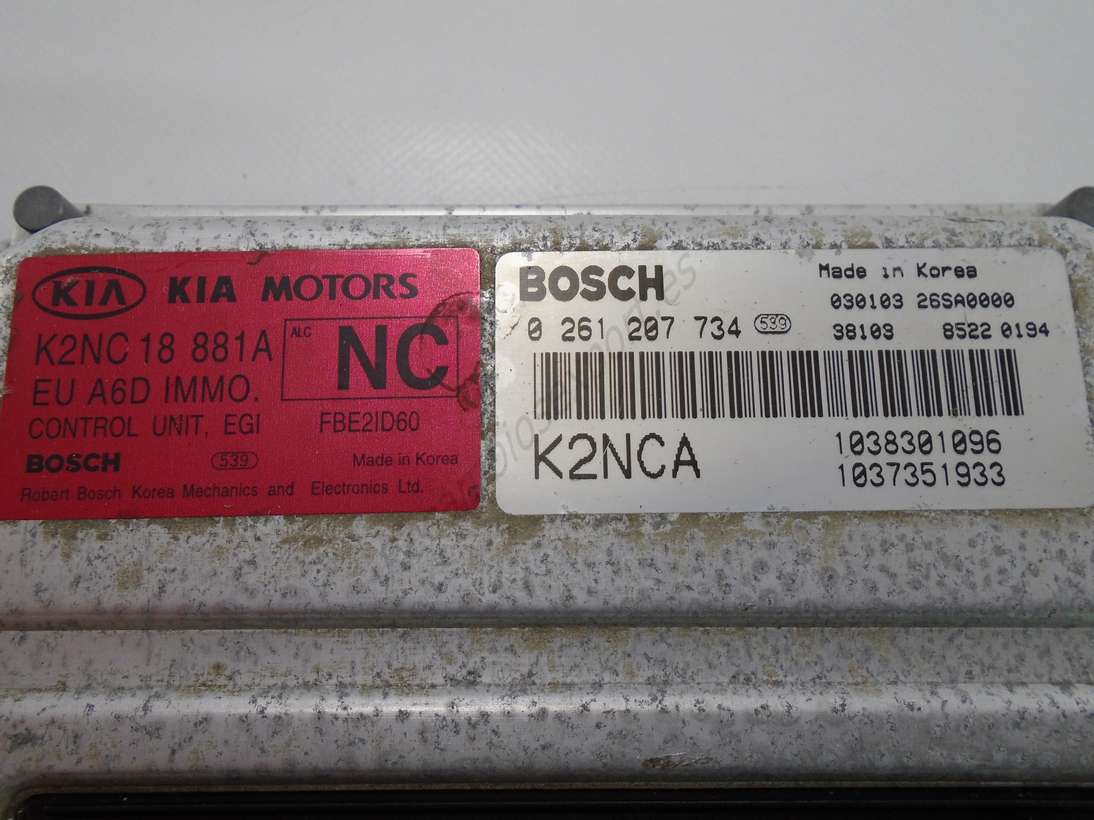 KIA KIA MOTORS
K2NC 18 881A
ALC
NC
EU A6D IMMO.
CONTROL UNIT, EGI FBE2ID60
BOSCH 539 Made in Korea
Robert Bosch Korea Mechanics and Electronics Ltd.
BOSCH Made in Korea
030103 26SA0000
0 261 207 734 539 38103 8522 0194
K2NCA 1038301096
1037351933